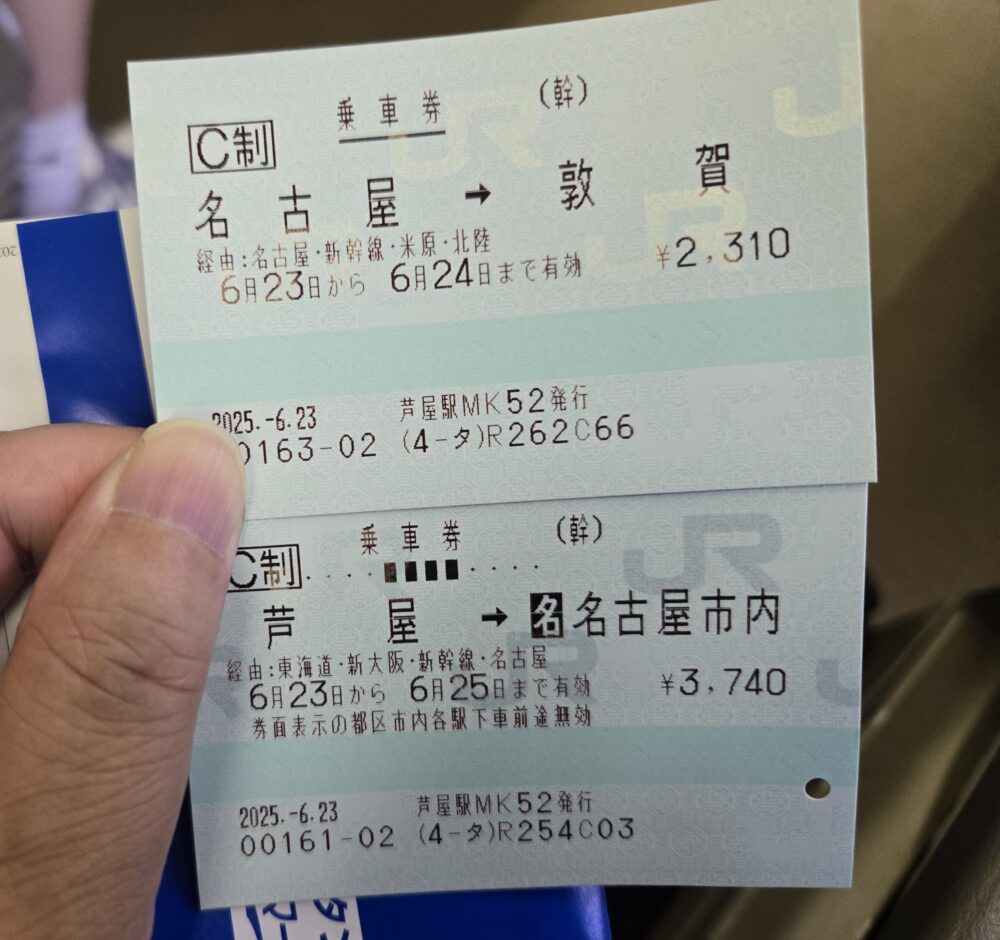 乗車券 (幹)
C制
名古屋 → 敦賀
経由:名古屋・新幹線・米原・北陸
6月23日から 6月24日まで有効 ¥2,310
2025.-6.23 芦屋駅MK52発行
0163-02 (4-タ)R262C66
乗車券 (幹)
C制
芦屋 → 名 名古屋市内
経由:東海道・新大阪・新幹線・名古屋
6月23日から 6月25日まで有効 ¥3,740
券面表示の都区市内各駅下車前途無効
2025.-6.23 芦屋駅MK52発行
00161-02 (4-タ)R254C03
JR